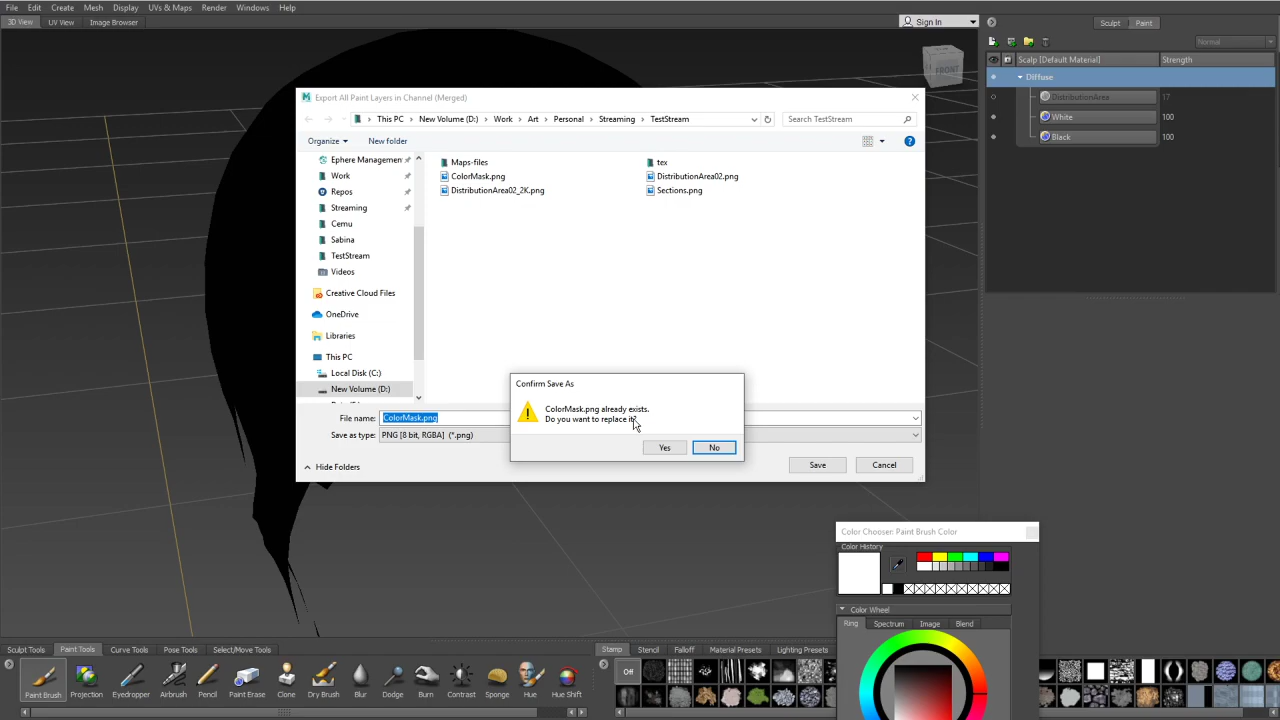 File Edit Create Mesh Display UVs & Maps Render Windows Help
3D View UV View Image Browser
Sign In
Sculpt Paint
Normal
FRONT
Scalp [Default Material] Strength
Diffuse
DistributionArea 17
White 100
Black 100
Export All Paint Layers in Channel (Merged)
This PC New Volume (D:) Work Art Personal Streaming TestStream
Search TestStream
Organize New folder
Ephere Managemen
Work
Repos
Streaming
Cemu
Sabina
TestStream
Videos
Creative Cloud Files
OneDrive
Libraries
This PC
Local Disk (C:)
New Volume (D:)
Maps-files
ColorMask.png
DistributionArea02_2K.png
tex
DistributionArea02.png
Sections.png
Confirm Save As
ColorMask.png already exists.
Do you want to replace it?
Yes No
File name: ColorMask.png
Save as type: PNG [8 bit, RGBA] (*.png)
Hide Folders
Save Cancel
Color Chooser: Paint Brush Color
Color History
Color Wheel
Ring Spectrum Image Blend
Sculpt Tools Paint Tools Curve Tools Pose Tools Select/Move Tools
Paint Brush Projection Eyedropper Airbrush Pencil Paint Erase Clone Dry Brush Blur Dodge Burn Contrast Sponge Hue Hue Shift
Stamp Stencil Falloff Material Presets Lighting Presets
Off